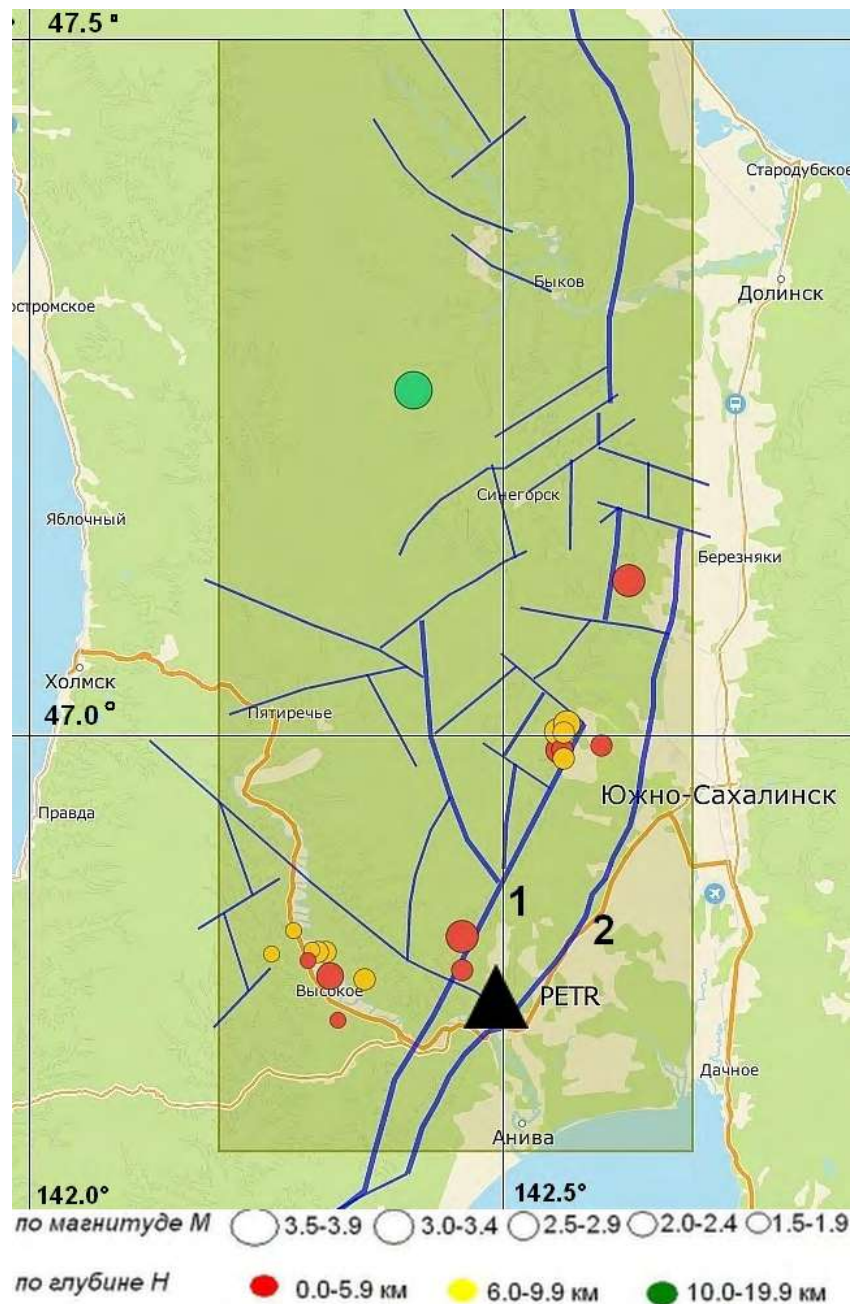 47.5°
Стародубское
Быков
Долинск
остромское
Синегорск
Яблочный
Березняки
Холмск
47.0°
Пятиречье
Южно-Сахалинск
Правда
1
2
PETR
Высокое
Дачное
Анива
142.0° 142.5°
по магнитуде М 3.5-3.9 3.0-3.4 2.5-2.9 2.0-2.4 1.5-1.9
по глубине Н 0.0-5.9 км 6.0-9.9 км 10.0-19.9 км